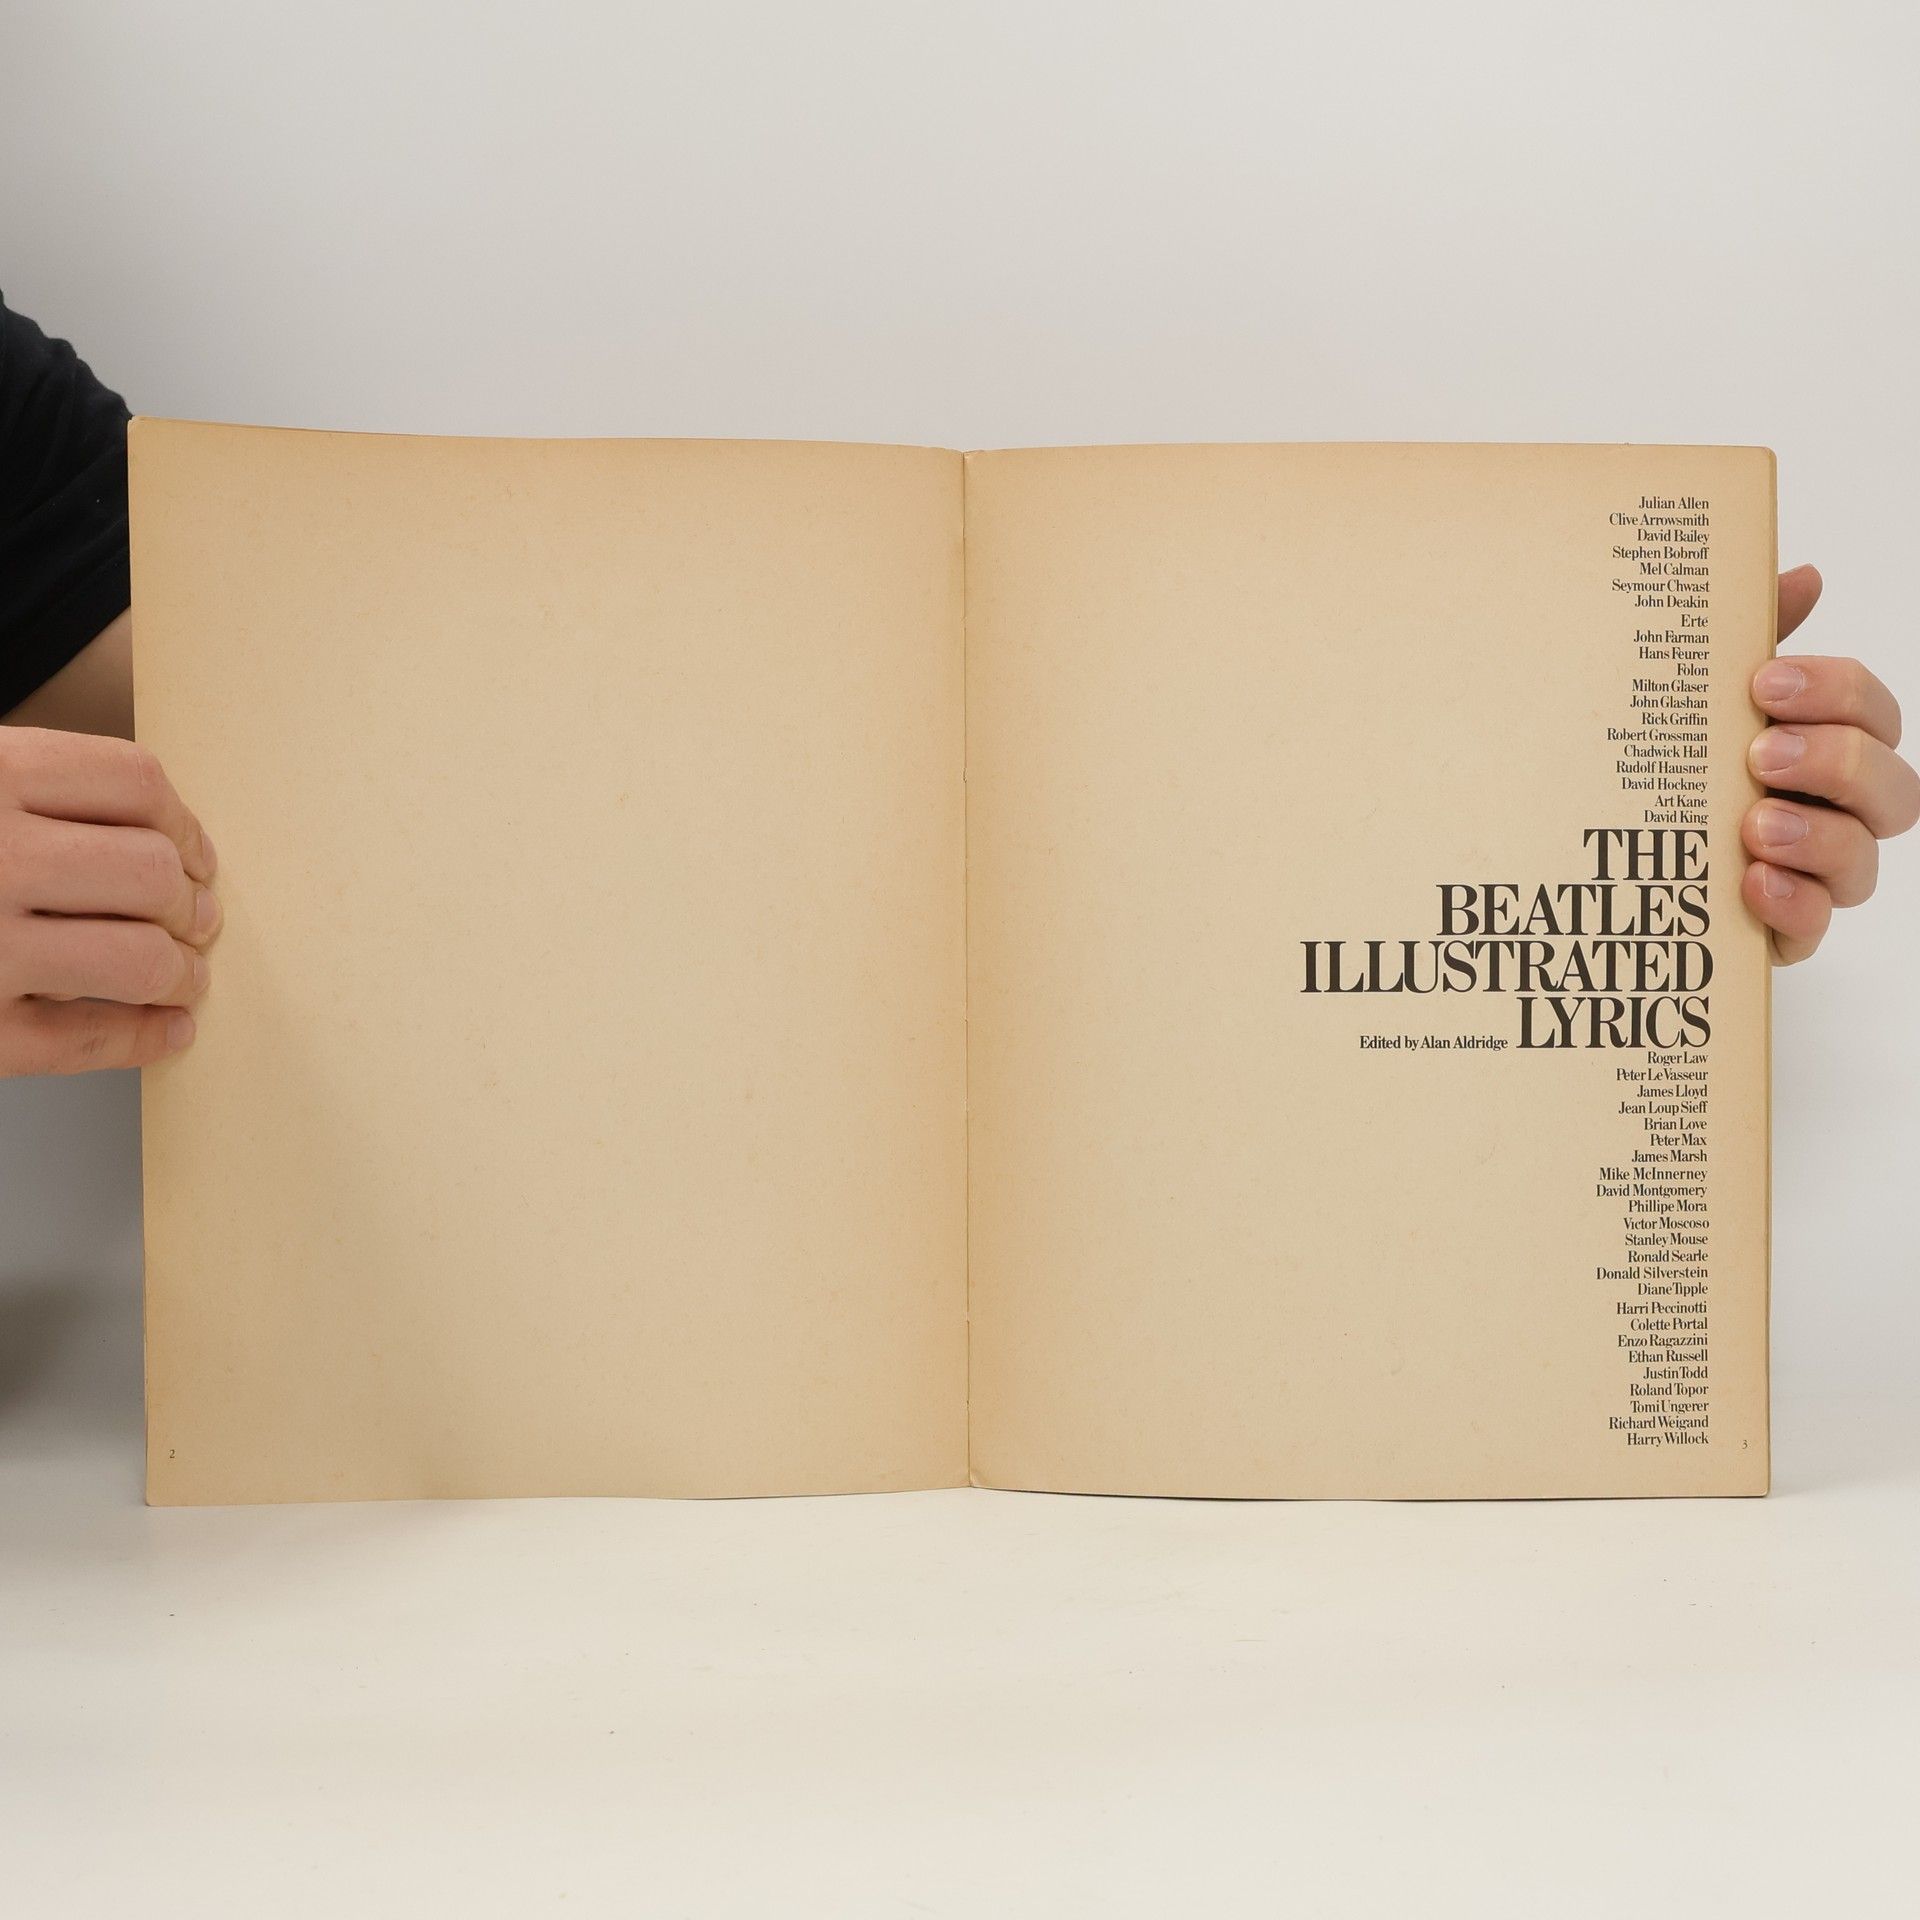 Julian Allen
Clive Arrowsmith
David Bailey
Stephen Bobroff
Mel Calman
Seymour Chwast
John Deakin
Erte
John Farman
Hans Feurer
Folon
Milton Glaser
John Glashan
Rick Griffin
Robert Grossman
Chadwick Hall
Rudolf Hausner
David Hockney
Art Kane
David King
THE
BEATLES
ILLUSTRATED
LYRICS
Edited by Alan Aldridge
Roger Law
Peter Le Vasseur
James Lloyd
Jean Loup Sieff
Brian Love
Peter Max
James Marsh
Mike McInnerney
David Montgomery
Phillipe Mora
Victor Moscoso
Stanley Mouse
Ronald Searle
Donald Silverstein
Diane Tipple
Harri Peccinotti
Colette Portal
Enzo Ragazzini
Ethan Russell
Justin Todd
Roland Topor
Tomi Ungerer
Richard Weigand
Harry Willock
2
3